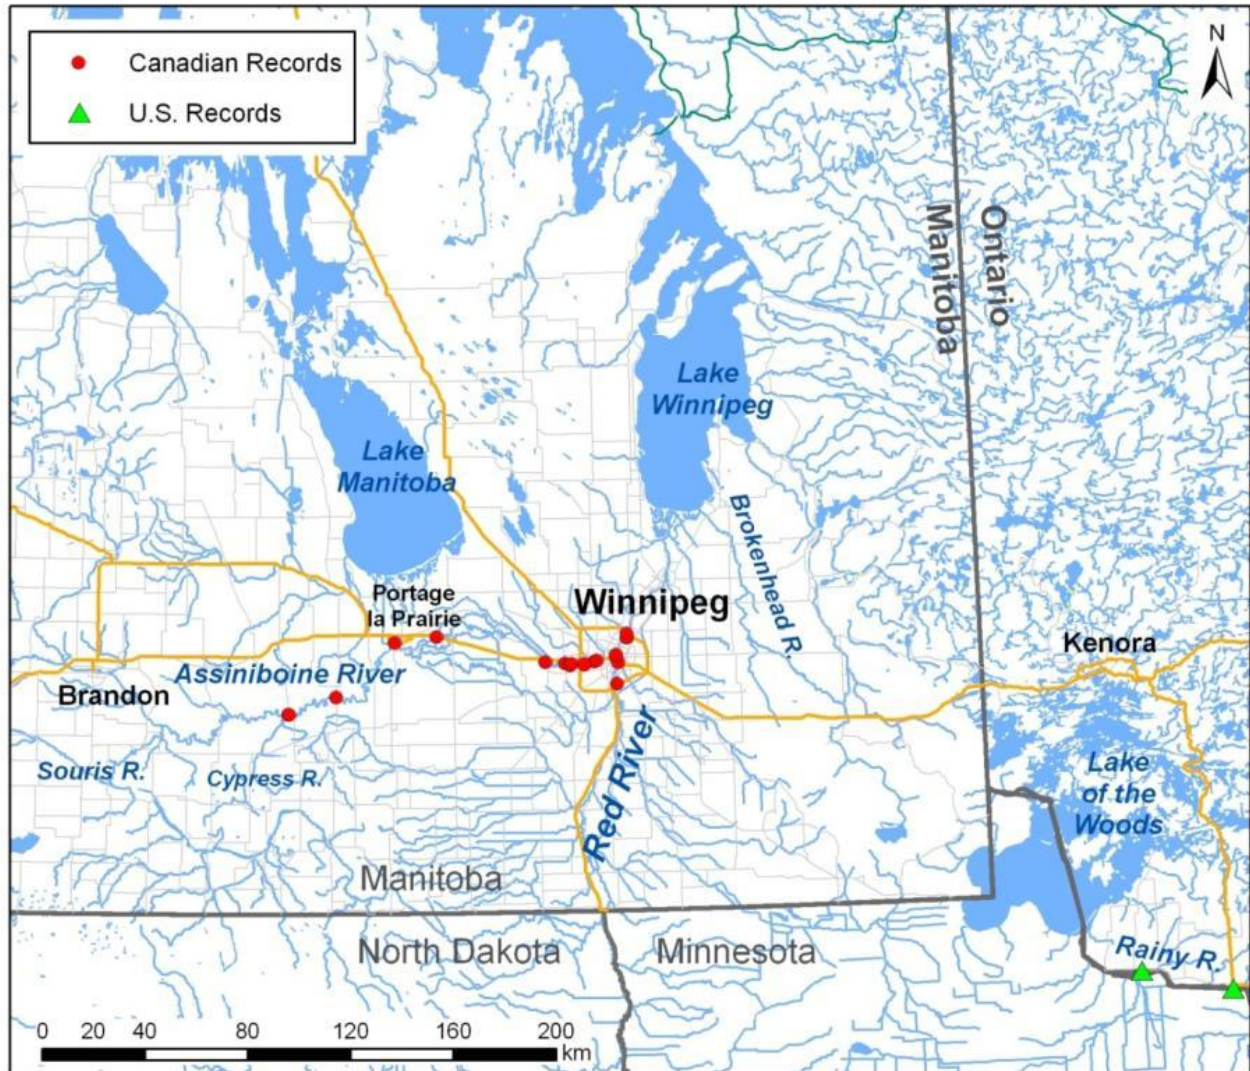 Canadian Records
U.S. Records
N
Manitoba
Ontario
Lake
Winnipeg
Lake
Manitoba
Brokenhead R.
Portage
la Prairie
Winnipeg
Kenora
Assiniboine River
Brandon
Souris R.
Cypress R.
Red River
Lake
of the
Woods
Manitoba
North Dakota
Minnesota
Rainy R.
0 20 40 80 120 160 200
km